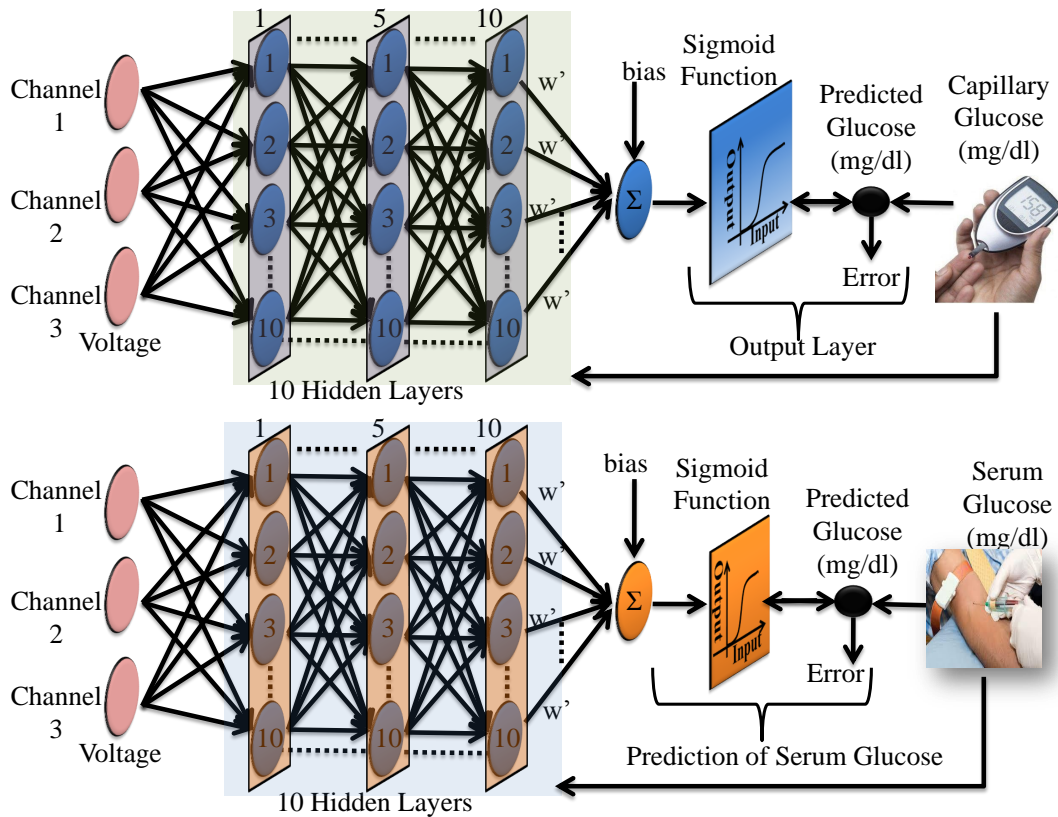 1 5 10
Channel
1
Channel
2
Channel
3
Voltage
1 1 1
2 2 2
3 3 3
10 10 10
10 Hidden Layers
w’
w’
w’
w’
bias
Σ
Sigmoid
Function
Output
Input
Predicted
Glucose
(mg/dl)
Capillary
Glucose
(mg/dl)
158
Error
Output Layer
1 5 10
Channel
1
Channel
2
Channel
3
Voltage
1 1 1
2 2 2
3 3 3
10 10 10
10 Hidden Layers
w’
w’
w’
w’
bias
Σ
Sigmoid
Function
Output
Input
Predicted
Glucose
(mg/dl)
Serum
Glucose
(mg/dl)
Error
Prediction of Serum Glucose